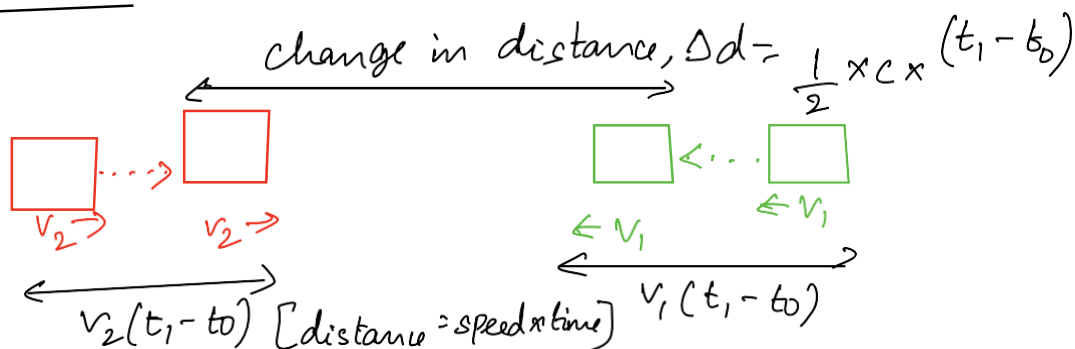 change in distance, Δd = 1/2 × c × (t₁ - t₀)
v₂ → v₂ → ← v₁ ← v₁
v₂(t₁ - t₀) [distance = speed × time] v₁(t₁ - t₀)